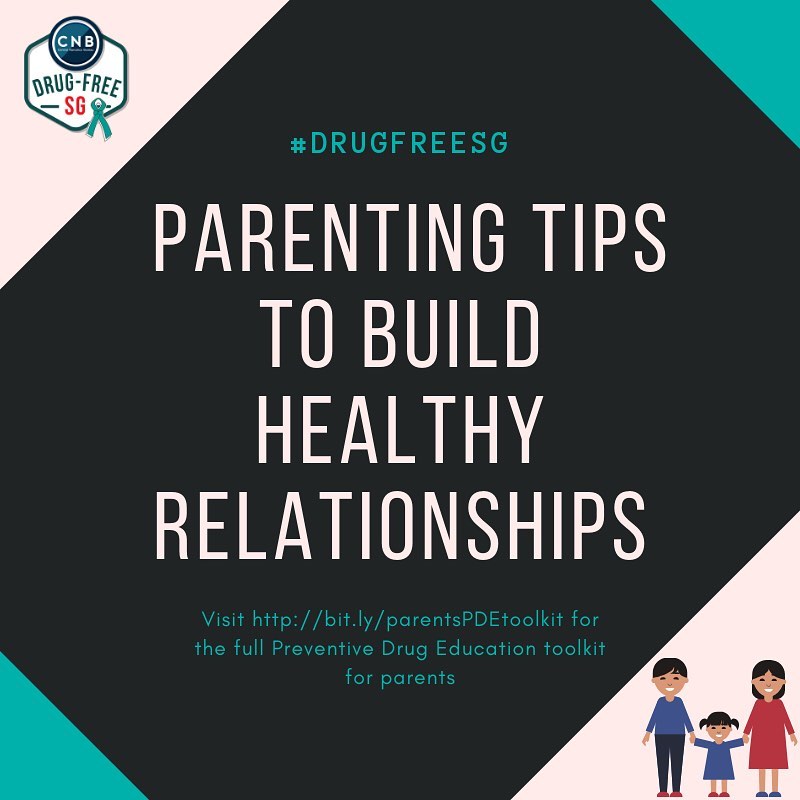 CNB
DRUG-FREE
SG
#DRUGFREESG
PARENTING TIPS
TO BUILD
HEALTHY
RELATIONSHIPS
Visit http://bit.ly/parentsPDEtoolkit for
the full Preventive Drug Education toolkit
for parents